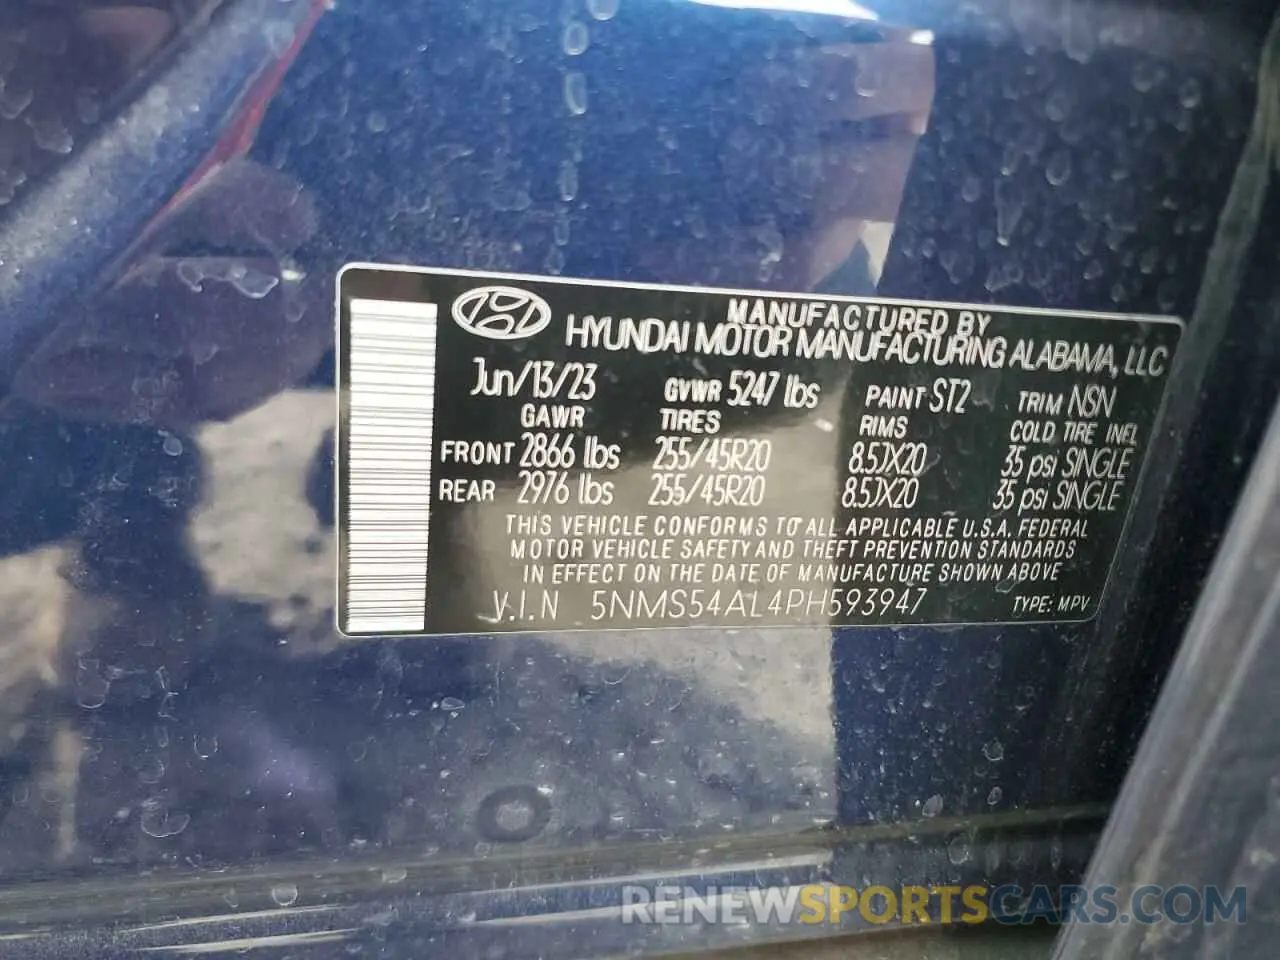 MANUFACTURED BY
HYUNDAI MOTOR MANUFACTURING ALABAMA, LLC
Jun/13/23 GVWR 5247 lbs PAINT ST2 TRIM NSN
GAWR TIRES RIMS COLD TIRE INFL
FRONT 2866 lbs 255/45R20 8.5JX20 35 psi SINGLE
REAR 2976 lbs 255/45R20 8.5JX20 35 psi SINGLE
THIS VEHICLE CONFORMS TO ALL APPLICABLE U.S.A. FEDERAL
MOTOR VEHICLE SAFETY AND THEFT PREVENTION STANDARDS
IN EFFECT ON THE DATE OF MANUFACTURE SHOWN ABOVE
V.I.N 5NMS54AL4PH593947 TYPE: MPV
RENEWSPORTSCARS.COM